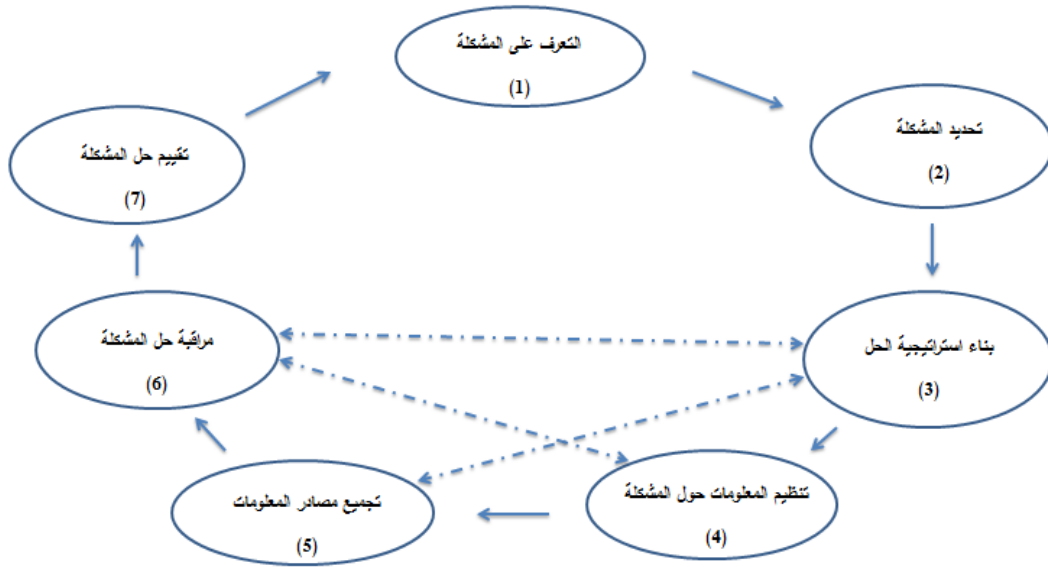 التعرف على المشكلة
(1)
تحديد المشكلة
(2)
بناء استراتيجية الحل
(3)
تنظيم المعلومات حول المشكلة
(4)
تجميع مصادر المعلومات
(5)
مراقبة حل المشكلة
(6)
تقييم حل المشكلة
(7)